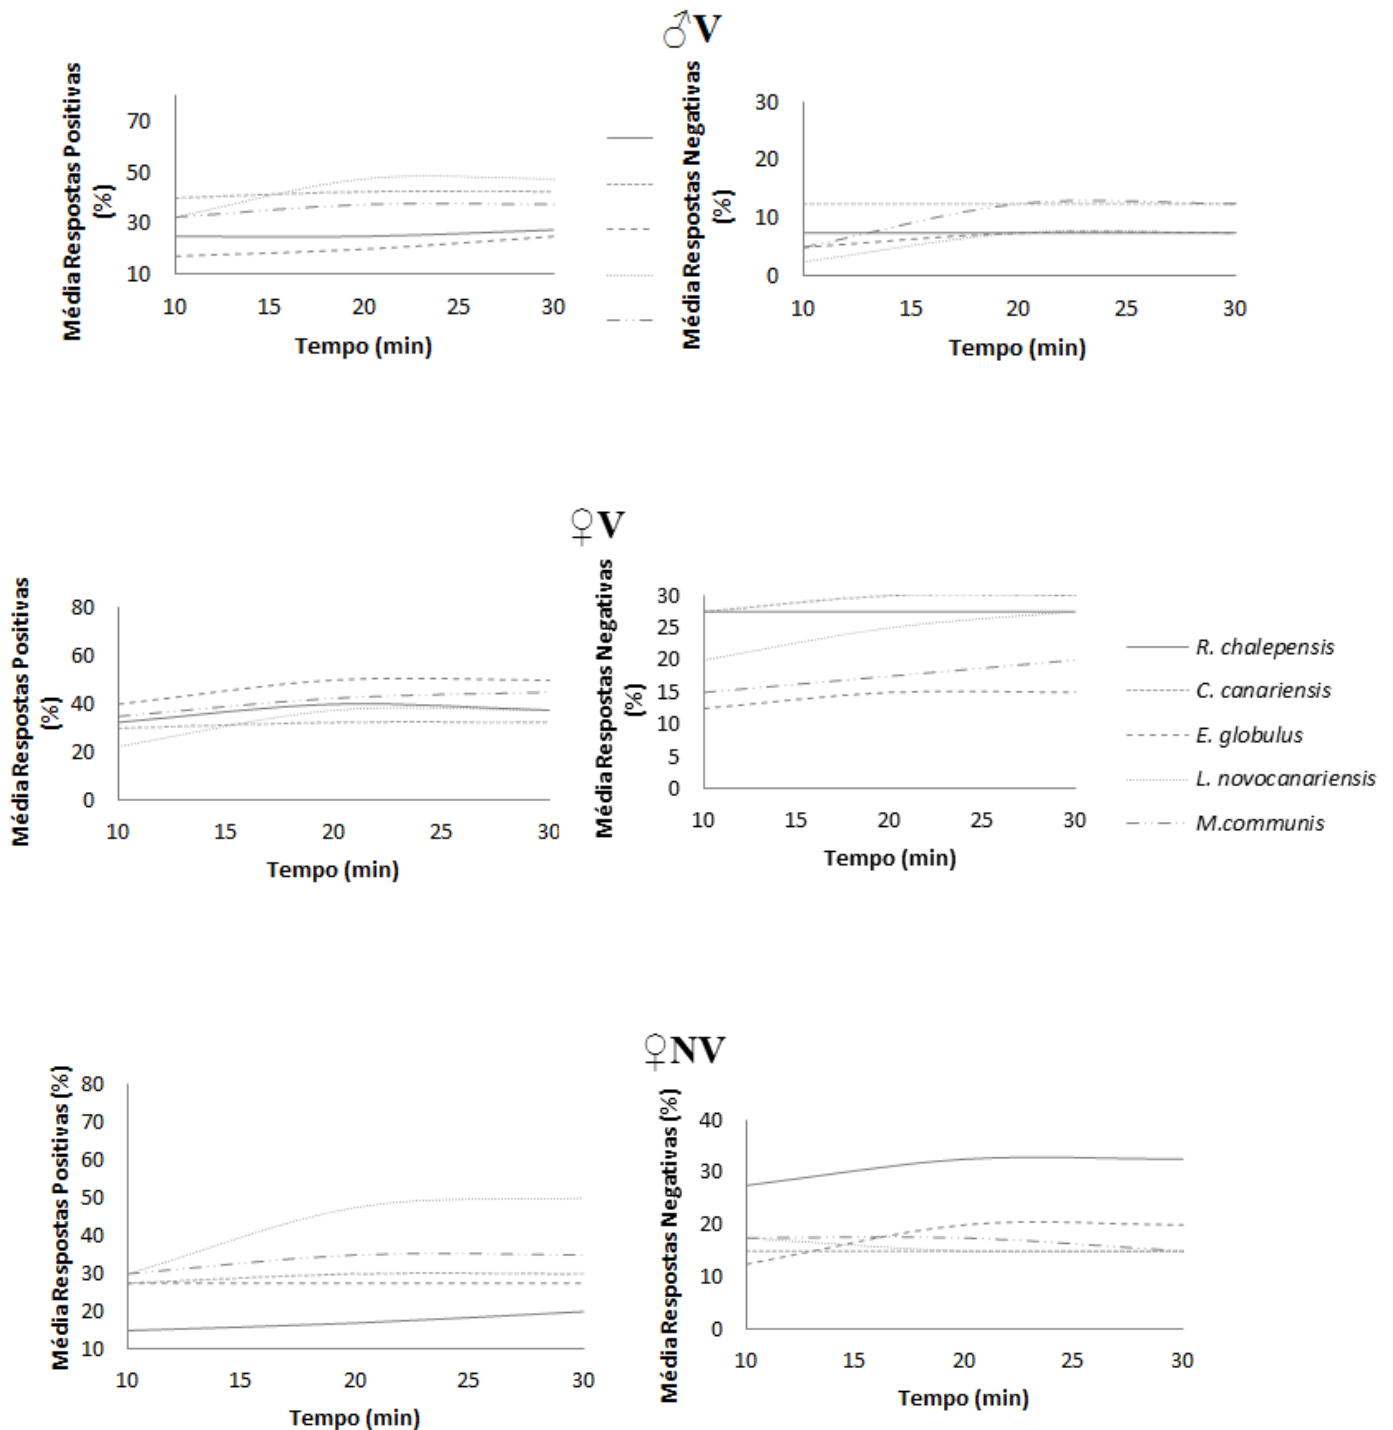 ♂V
Média Respostas Positivas
(%)
70
50
30
10
10 15 20 25 30
Tempo (min)
Média Respostas Negativas
(%)
30
20
10
0
10 15 20 25 30
Tempo (min)
♀V
Média Respostas Positivas
(%)
80
60
40
20
0
10 15 20 25 30
Tempo (min)
Média Respostas Negativas
(%)
30
25
20
15
10
5
0
10 15 20 25 30
Tempo (min)
R. chalepensis
C. canariensis
E. globulus
L. novocanariensis
M.communis
♀NV
Média Respostas Positivas (%)
80
70
60
50
40
30
20
10
10 15 20 25 30
Tempo (min)
Média Respostas Negativas (%)
40
30
20
10
0
10 15 20 25 30
Tempo (min)